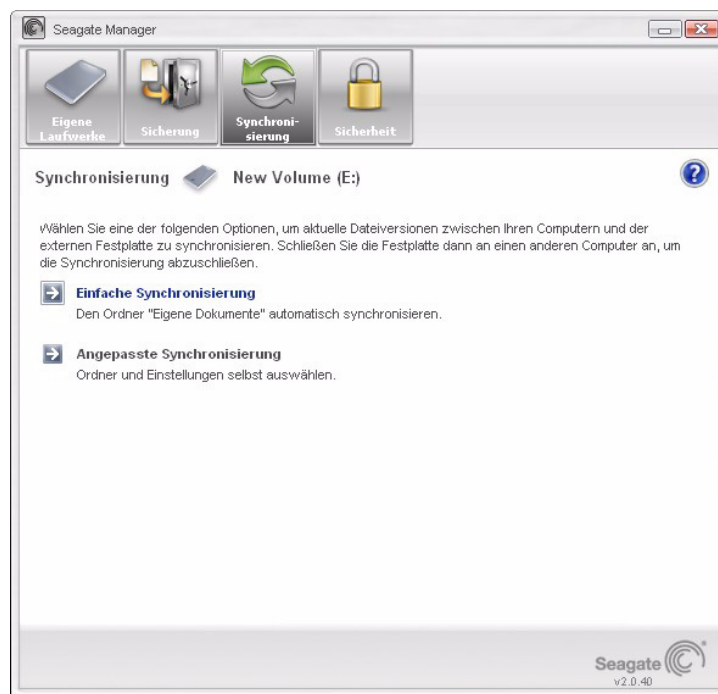 Seagate Manager
Eigene
Laufwerke
Sicherung
Synchroni-
sierung
Sicherheit
Synchronisierung New Volume (E:)
?
Wählen Sie eine der folgenden Optionen, um aktuelle Dateiversionen zwischen Ihren Computern und der
externen Festplatte zu synchronisieren. Schließen Sie die Festplatte dann an einen anderen Computer an, um
die Synchronisierung abzuschließen.
Einfache Synchronisierung
Den Ordner "Eigene Dokumente" automatisch synchronisieren.
Angepasste Synchronisierung
Ordner und Einstellungen selbst auswählen.
Seagate
v2.0.40